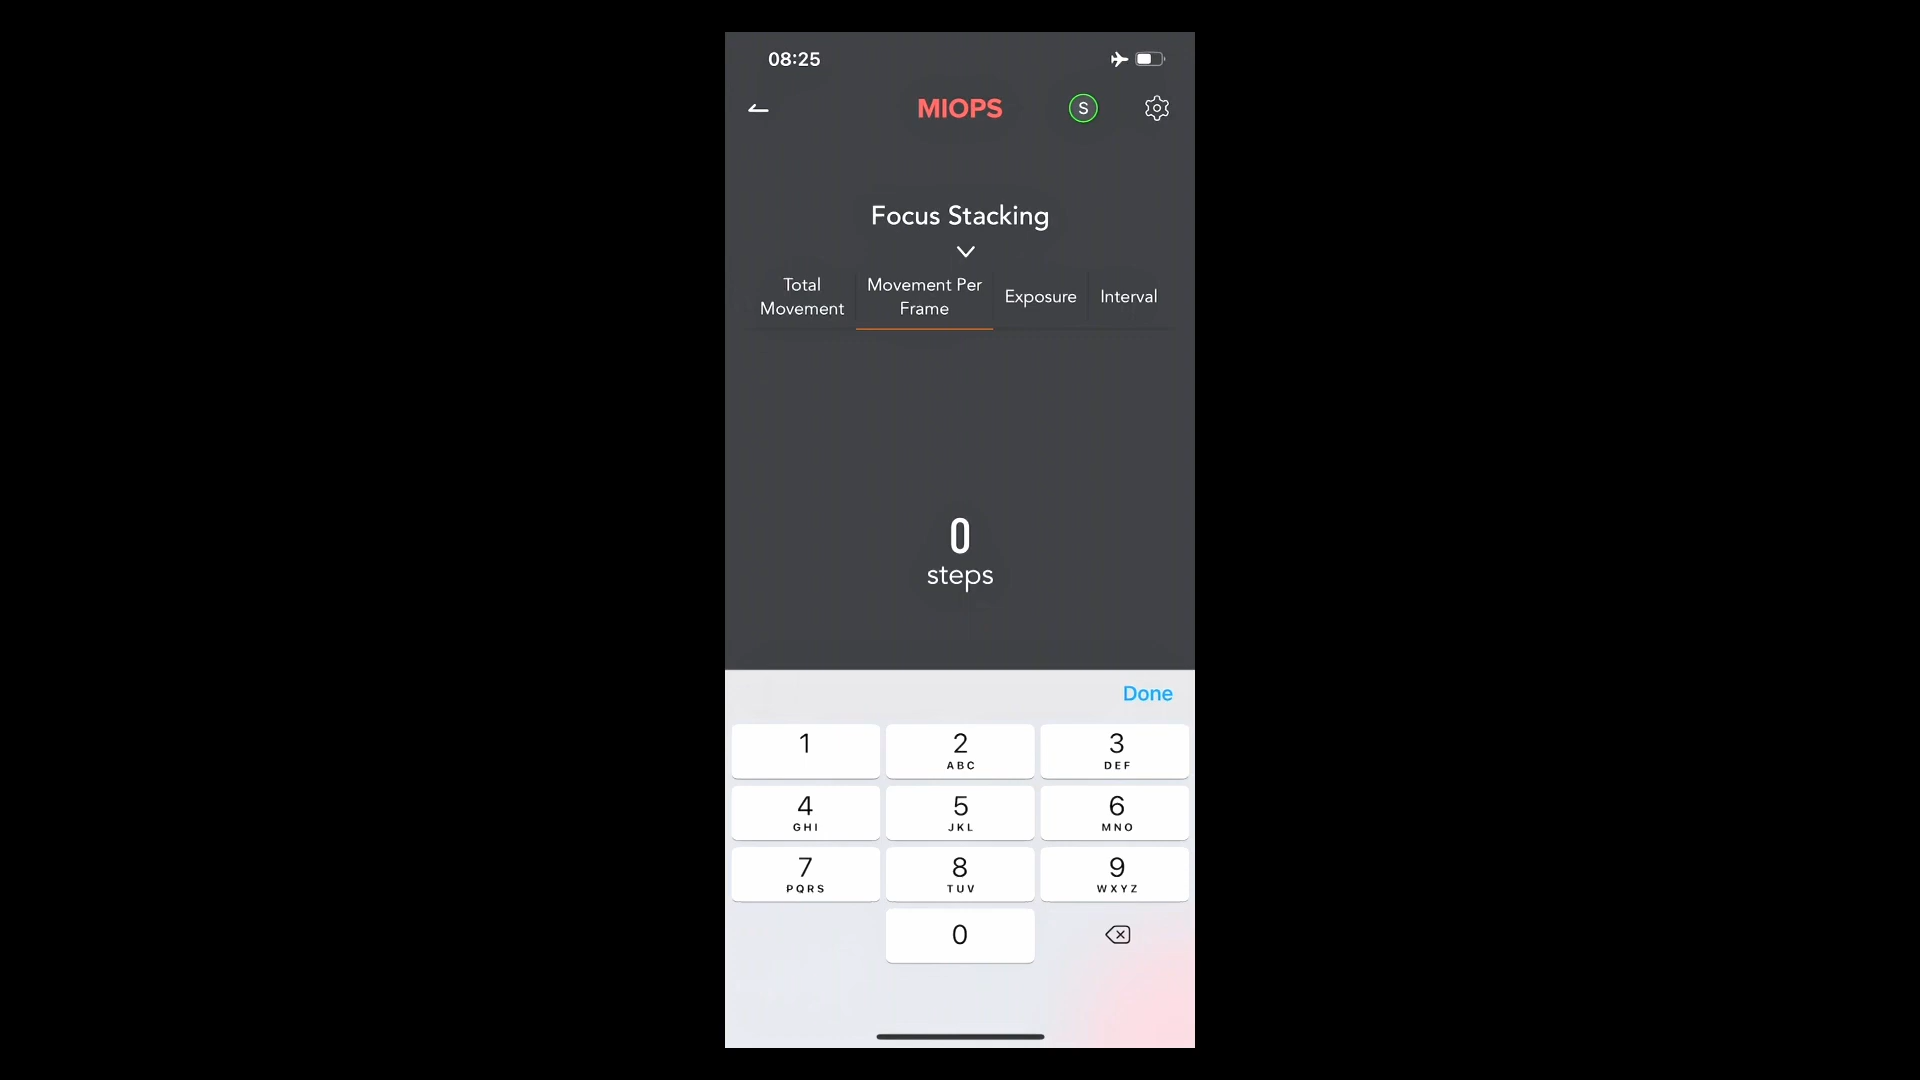 08:25
MIOPS
S
Focus Stacking
Total
Movement
Movement Per
Frame
Exposure
Interval
0
steps
Done
1
2
ABC
3
DEF
4
GHI
5
JKL
6
MNO
7
PQRS
8
TUV
9
WXYZ
0